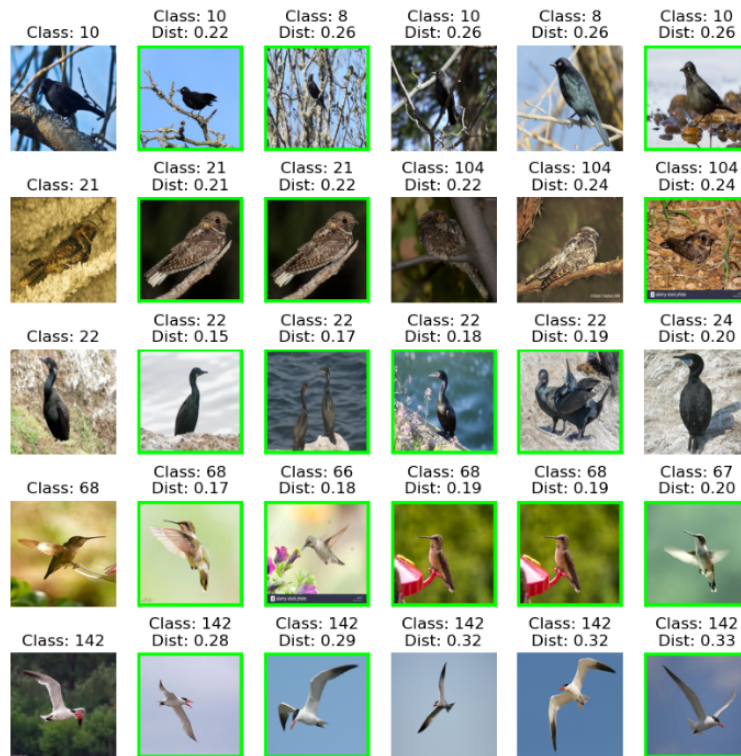 Class: 10
Class: 10
Dist: 0.22
Class: 8
Dist: 0.26
Class: 10
Dist: 0.26
Class: 8
Dist: 0.26
Class: 10
Dist: 0.26
Class: 21
Class: 21
Dist: 0.21
Class: 21
Dist: 0.22
Class: 104
Dist: 0.22
Class: 104
Dist: 0.24
Class: 104
Dist: 0.24
alamy stock photo
Class: 22
Class: 22
Dist: 0.15
Class: 22
Dist: 0.17
Class: 22
Dist: 0.18
Class: 22
Dist: 0.19
Class: 24
Dist: 0.20
Class: 68
Class: 68
Dist: 0.17
Class: 66
Dist: 0.18
Class: 68
Dist: 0.19
Class: 68
Dist: 0.19
Class: 67
Dist: 0.20
alamy stock photo
Class: 142
Class: 142
Dist: 0.28
Class: 142
Dist: 0.29
Class: 142
Dist: 0.32
Class: 142
Dist: 0.32
Class: 142
Dist: 0.33